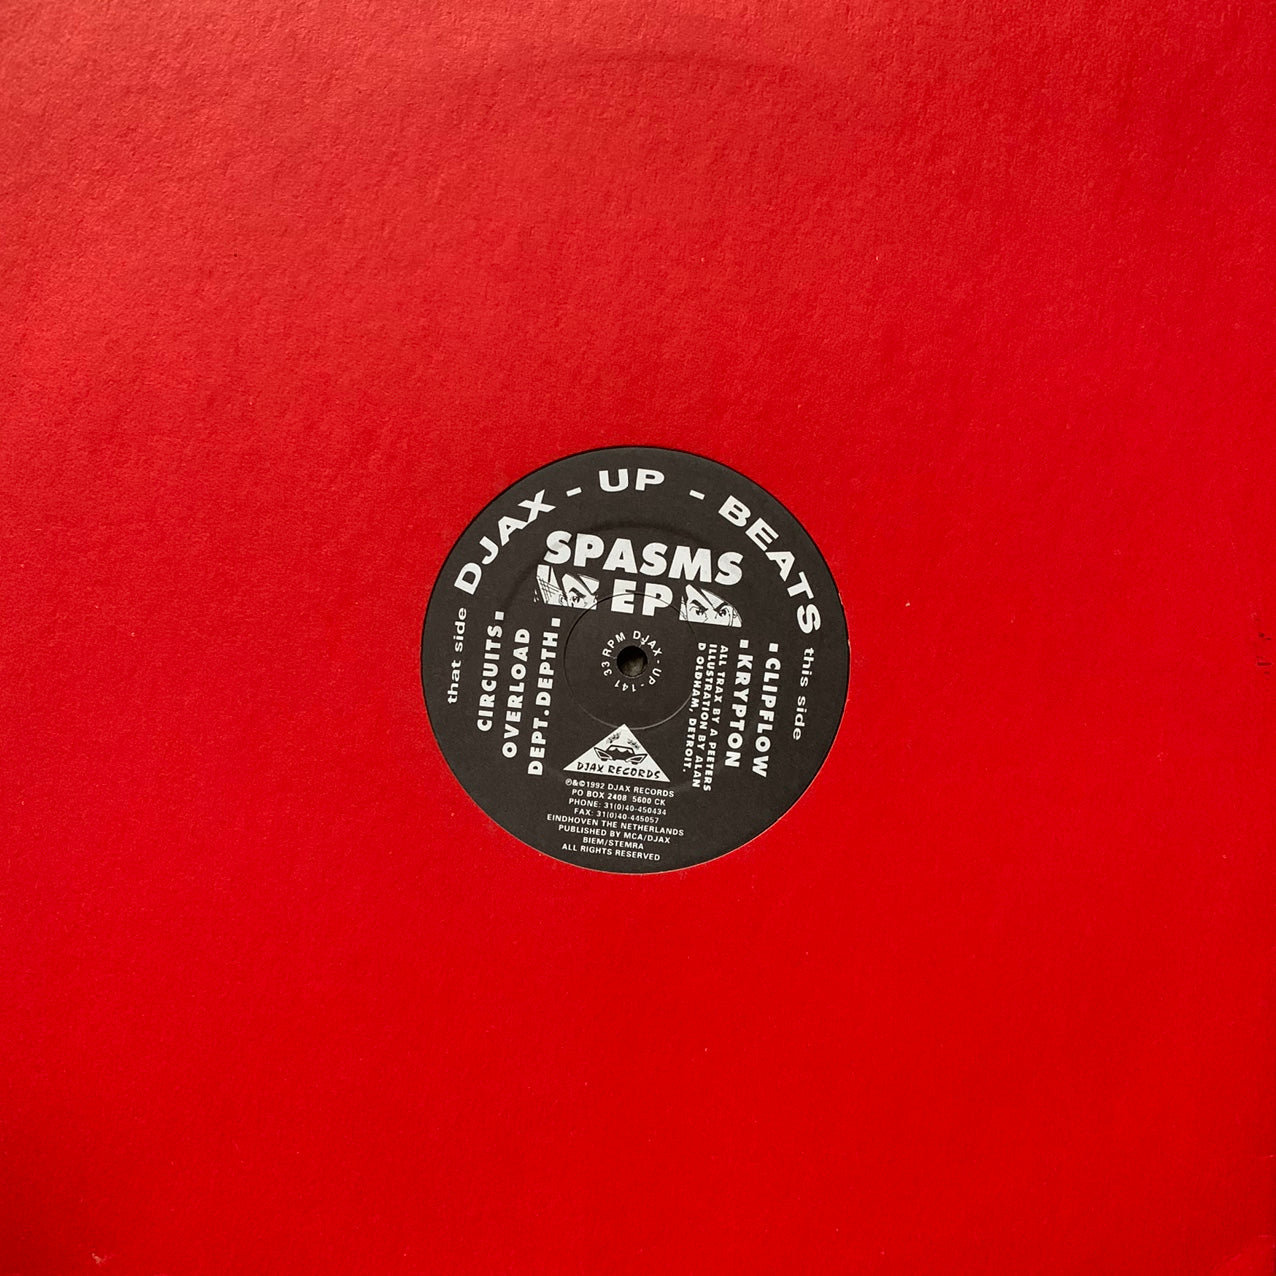 DJAX - UP - BEATS
SPASMS
EP
that side
CIRCUITS
OVERLOAD
DEPT. DEPTH
this side
CLIPFLOW
KRYPTON
ALL TRAX BY A PEETERS
ILLUSTRATION BY ALAN
D OLDHAM, DETROIT.
33 RPM DJAX-UP-141
DJAX RECORDS
℗&©1992 DJAX RECORDS
PO BOX 2408 5600 CK
PHONE: 31(0)40-450434
FAX: 31(0)40-445057
EINDHOVEN THE NETHERLANDS
PUBLISHED BY MCA/DJAX
BIEM/STEMRA
ALL RIGHTS RESERVED